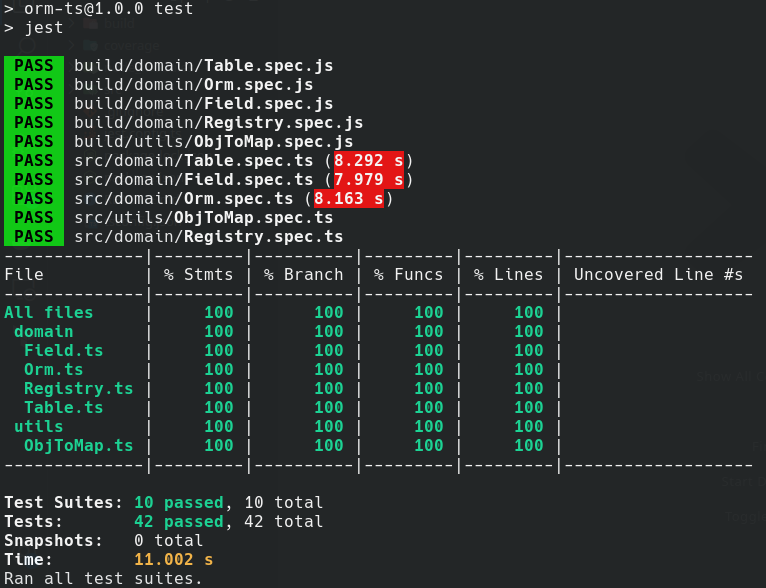 > orm-ts@1.0.0 test
> jest
PASS build/domain/Table.spec.js
PASS build/domain/Orm.spec.js
PASS build/domain/Field.spec.js
PASS build/domain/Registry.spec.js
PASS build/utils/ObjToMap.spec.js
PASS src/domain/Table.spec.ts (8.292 s)
PASS src/domain/Field.spec.ts (7.979 s)
PASS src/domain/Orm.spec.ts (8.163 s)
PASS src/utils/ObjToMap.spec.ts
PASS src/domain/Registry.spec.ts
--------------|---------|----------|---------|---------|-------------------
File          | % Stmts | % Branch | % Funcs | % Lines | Uncovered Line #s
--------------|---------|----------|---------|---------|-------------------
All files     |     100 |      100 |     100 |     100 |
 domain       |     100 |      100 |     100 |     100 |
  Field.ts    |     100 |      100 |     100 |     100 |
  Orm.ts      |     100 |      100 |     100 |     100 |
  Registry.ts |     100 |      100 |     100 |     100 |
  Table.ts    |     100 |      100 |     100 |     100 |
 utils        |     100 |      100 |     100 |     100 |
  ObjToMap.ts |     100 |      100 |     100 |     100 |
--------------|---------|----------|---------|---------|-------------------
Test Suites: 10 passed, 10 total
Tests:       42 passed, 42 total
Snapshots:   0 total
Time:        11.002 s
Ran all test suites.